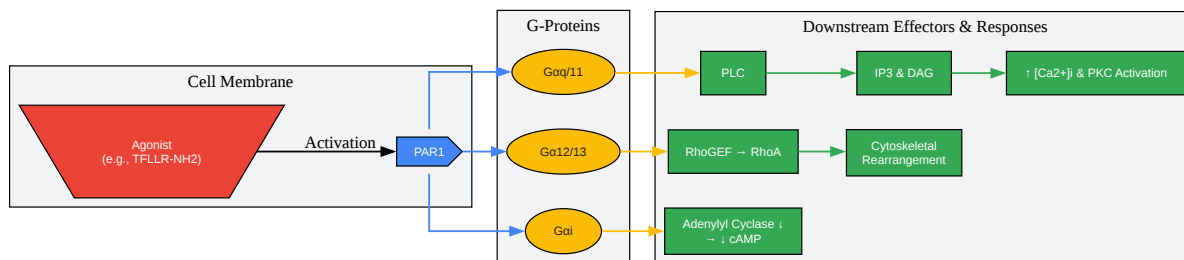 Cell Membrane
Agonist
(e.g., TFLLR-NH2)
Activation
PAR1
G-Proteins
Gαq/11
Gα12/13
Gαi
Downstream Effectors & Responses
PLC
IP3 & DAG
↑ [Ca2+]i & PKC Activation
RhoGEF → RhoA
Cytoskeletal
Rearrangement
Adenylyl Cyclase ↓
→ ↓ cAMP